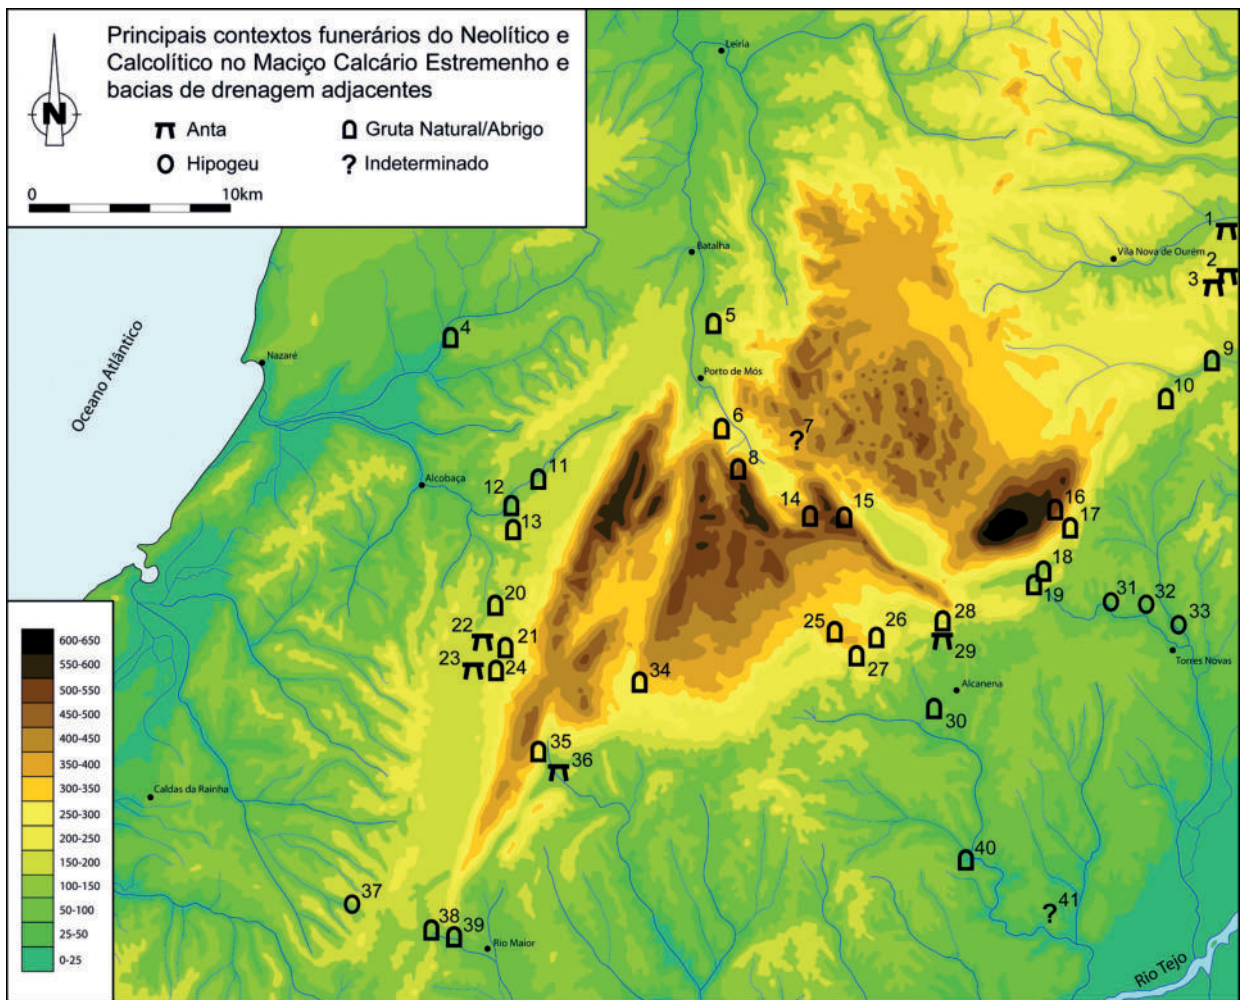 Principais contextos funerários do Neolítico e
Calcolítico no Maciço Calcário Estremenho e
bacias de drenagem adjacentes
N
Anta
Gruta Natural/Abrigo
Hipogeu
? Indeterminado
0
10km
Leiria
1
Batalha
Vila Nova de Ourém
2
3
5
4
Oceano Atlântico
Nazaré
9
Porto de Mós
10
6
7
8
11
Alcobaça
12
13
14
15
16
17
18
19
20
31
32
33
22
21
25
26
28
23
24
27
29
Torres Novas
34
Alcanena
30
35
36
Caldas da Rainha
40
37
41
38
39
Rio Maior
Rio Tejo
600-650
550-600
500-550
450-500
400-450
350-400
300-350
250-300
200-250
150-200
100-150
50-100
25-50
0-25